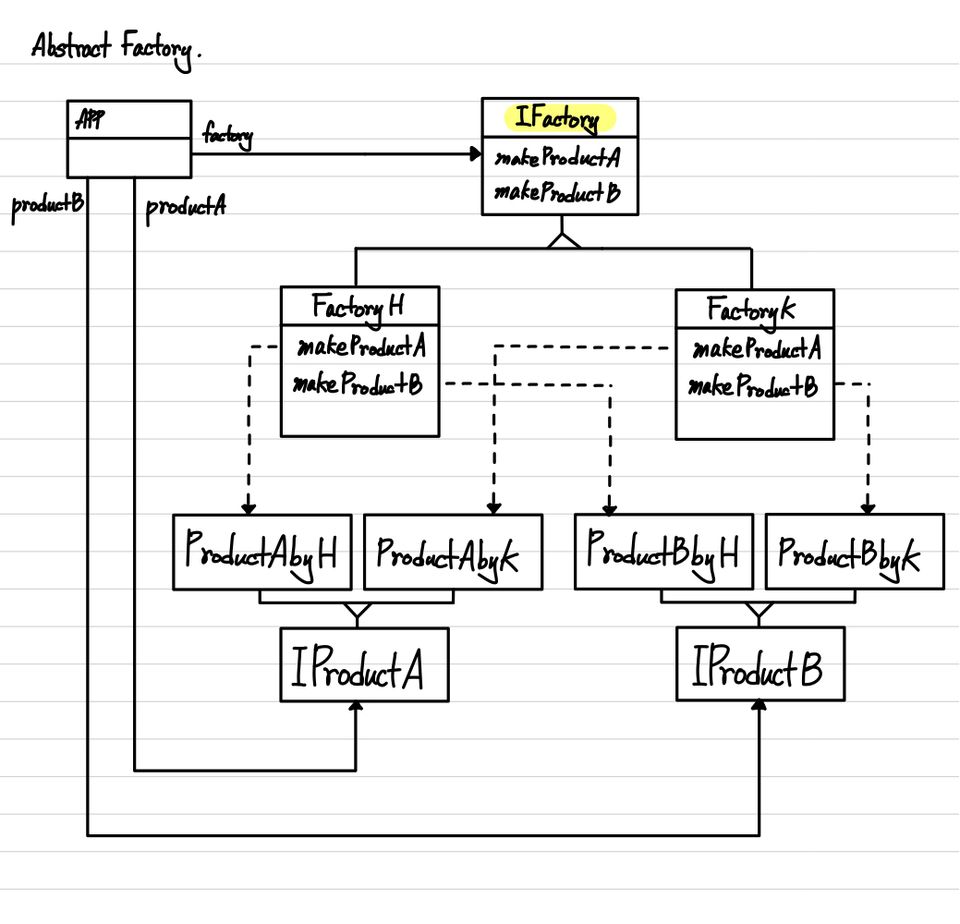 Abstract Factory.
APP
factory
IFactory
makeProductA
makeProductB
productB
productA
FactoryH
makeProductA
makeProductB
FactoryK
makeProductA
makeProductB
ProductAbyH
ProductAbyK
ProductBbyH
ProductBbyK
IProductA
IProductB